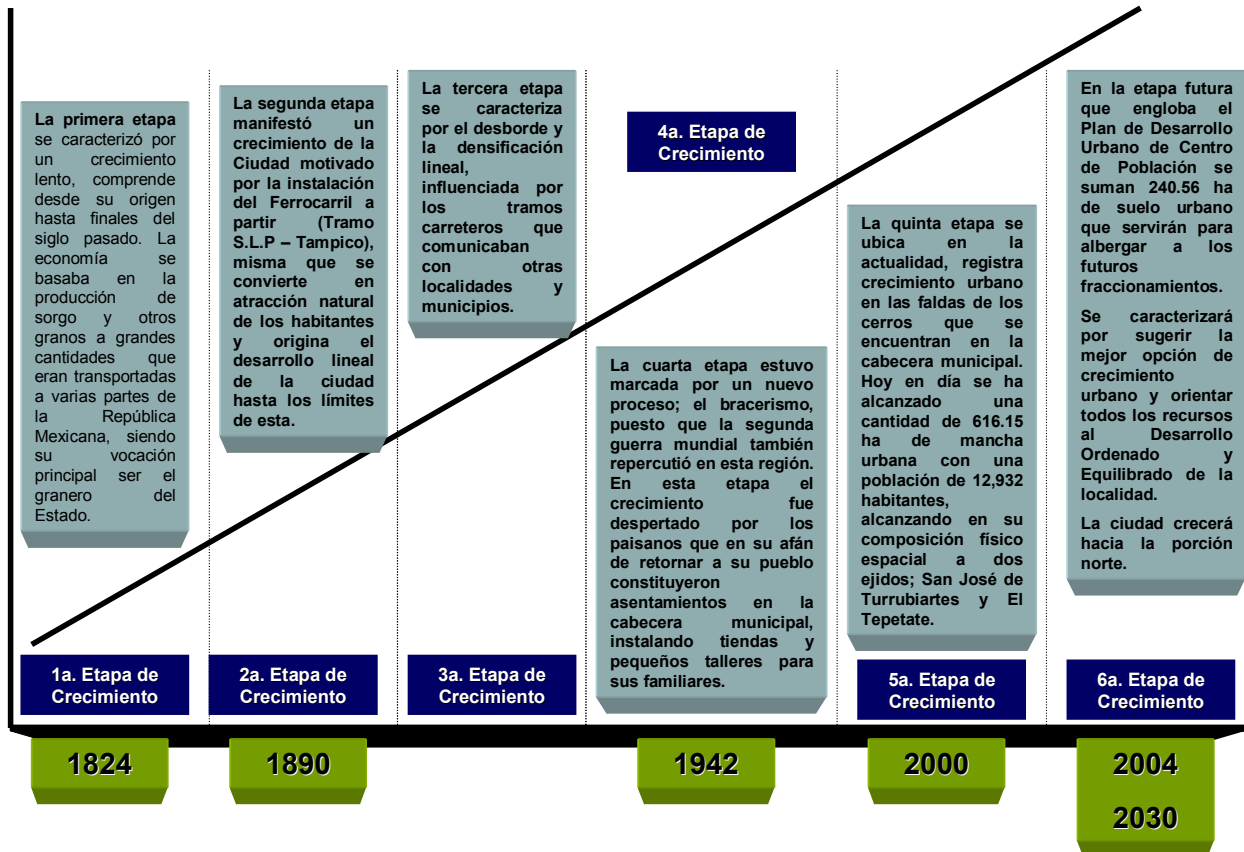 La primera etapa
se caracterizó por
un crecimiento
lento, comprende
desde su origen
hasta finales del
siglo pasado. La
economía se
basaba en la
producción de
sorgo y otros
granos a grandes
cantidades que
eran transportadas
a varias partes de
la República
Mexicana, siendo
su vocación
principal ser el
granero del
Estado.
1a. Etapa de
Crecimiento
1824
La segunda etapa
manifestó un
crecimiento de la
Ciudad motivado
por la instalación
del Ferrocarril a
partir (Tramo
S.L.P – Tampico),
misma que se
convierte en
atracción natural
de los habitantes
y origina el
desarrollo lineal
de la ciudad
hasta los límites
de esta.
2a. Etapa de
Crecimiento
1890
La tercera etapa
se caracteriza
por el desborde y
la densificación
lineal,
influenciada por
los tramos
carreteros que
comunicaban
con otras
localidades y
municipios.
3a. Etapa de
Crecimiento
4a. Etapa de
Crecimiento
La cuarta etapa estuvo
marcada por un nuevo
proceso; el bracerismo,
puesto que la segunda
guerra mundial también
repercutió en esta región.
En esta etapa el
crecimiento fue
despertado por los
paisanos que en su afán
de retornar a su pueblo
constituyeron
asentamientos en la
cabecera municipal,
instalando tiendas y
pequeños talleres para
sus familiares.
1942
La quinta etapa se
ubica en la
actualidad, registra
crecimiento urbano
en las faldas de los
cerros que se
encuentran en la
cabecera municipal.
Hoy en día se ha
alcanzado una
cantidad de 616.15
ha de mancha
urbana con una
población de 12,932
habitantes,
alcanzando en su
composición físico
espacial a dos
ejidos; San José de
Turrubiartes y El
Tepetate.
5a. Etapa de
Crecimiento
2000
En la etapa futura
que engloba el
Plan de Desarrollo
Urbano de Centro
de Población se
suman 240.56 ha
de suelo urbano
que servirán para
albergar a los
futuros
fraccionamientos.
Se caracterizará
por sugerir la
mejor opción de
crecimiento
urbano y orientar
todos los recursos
al Desarrollo
Ordenado y
Equilibrado de la
localidad.
La ciudad crecerá
hacia la porción
norte.
6a. Etapa de
Crecimiento
2004
2030